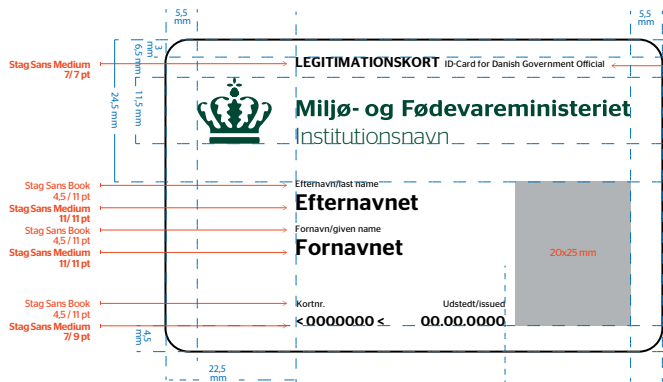 5,5 mm
5,5 mm
3 mm
6,5 mm
11,5 mm
24,5 mm
Stag Sans Medium
7/ 7 pt
LEGITIMATIONSKORT ID-Card for Danish Government Official
Miljø- og Fødevareministeriet
Institutionsnavn
Stag Sans Book
4,5 / 11 pt
Efternavn/last name
Stag Sans Medium
11/ 11 pt
Efternavnet
Stag Sans Book
4,5 / 11 pt
Fornavn/given name
Stag Sans Medium
11/ 11 pt
Fornavnet
20x25 mm
Stag Sans Book
4,5 / 11 pt
Kortnr. Udstedt/issued
Stag Sans Medium
7/ 9 pt
< 0000000 < 00.00.0000
4,5 mm
22,5 mm